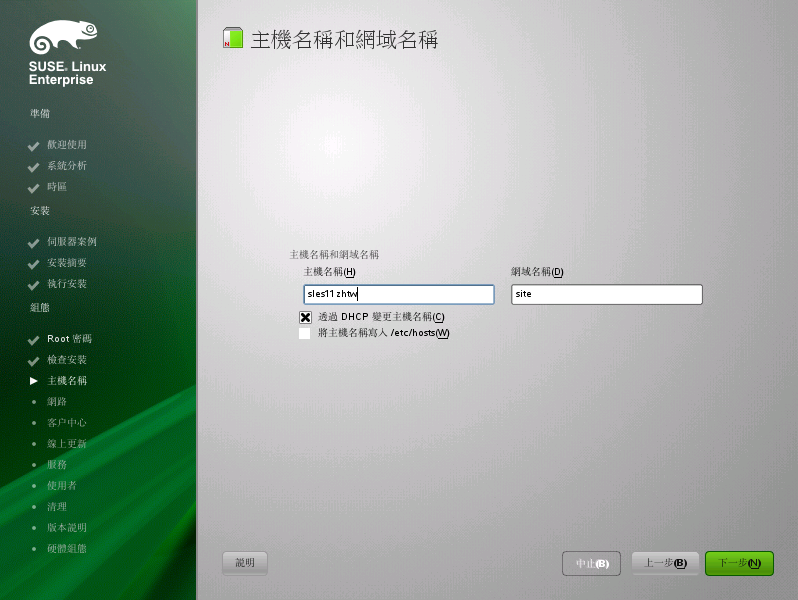 SUSE® Linux
Enterprise
準備
歡迎使用
系統分析
時區
安裝
伺服器案例
安裝摘要
執行安裝
組態
Root 密碼
檢查安裝
主機名稱
網路
客戶中心
線上更新
服務
使用者
清理
版本說明
硬體組態
主機名稱和網域名稱
主機名稱和網域名稱
主機名稱(H) 網域名稱(D)
sles11zhtw site
透過 DHCP 變更主機名稱(C)
將主機名稱寫入 /etc/hosts(W)
說明 中止(B) 上一步(B) 下一步(N)